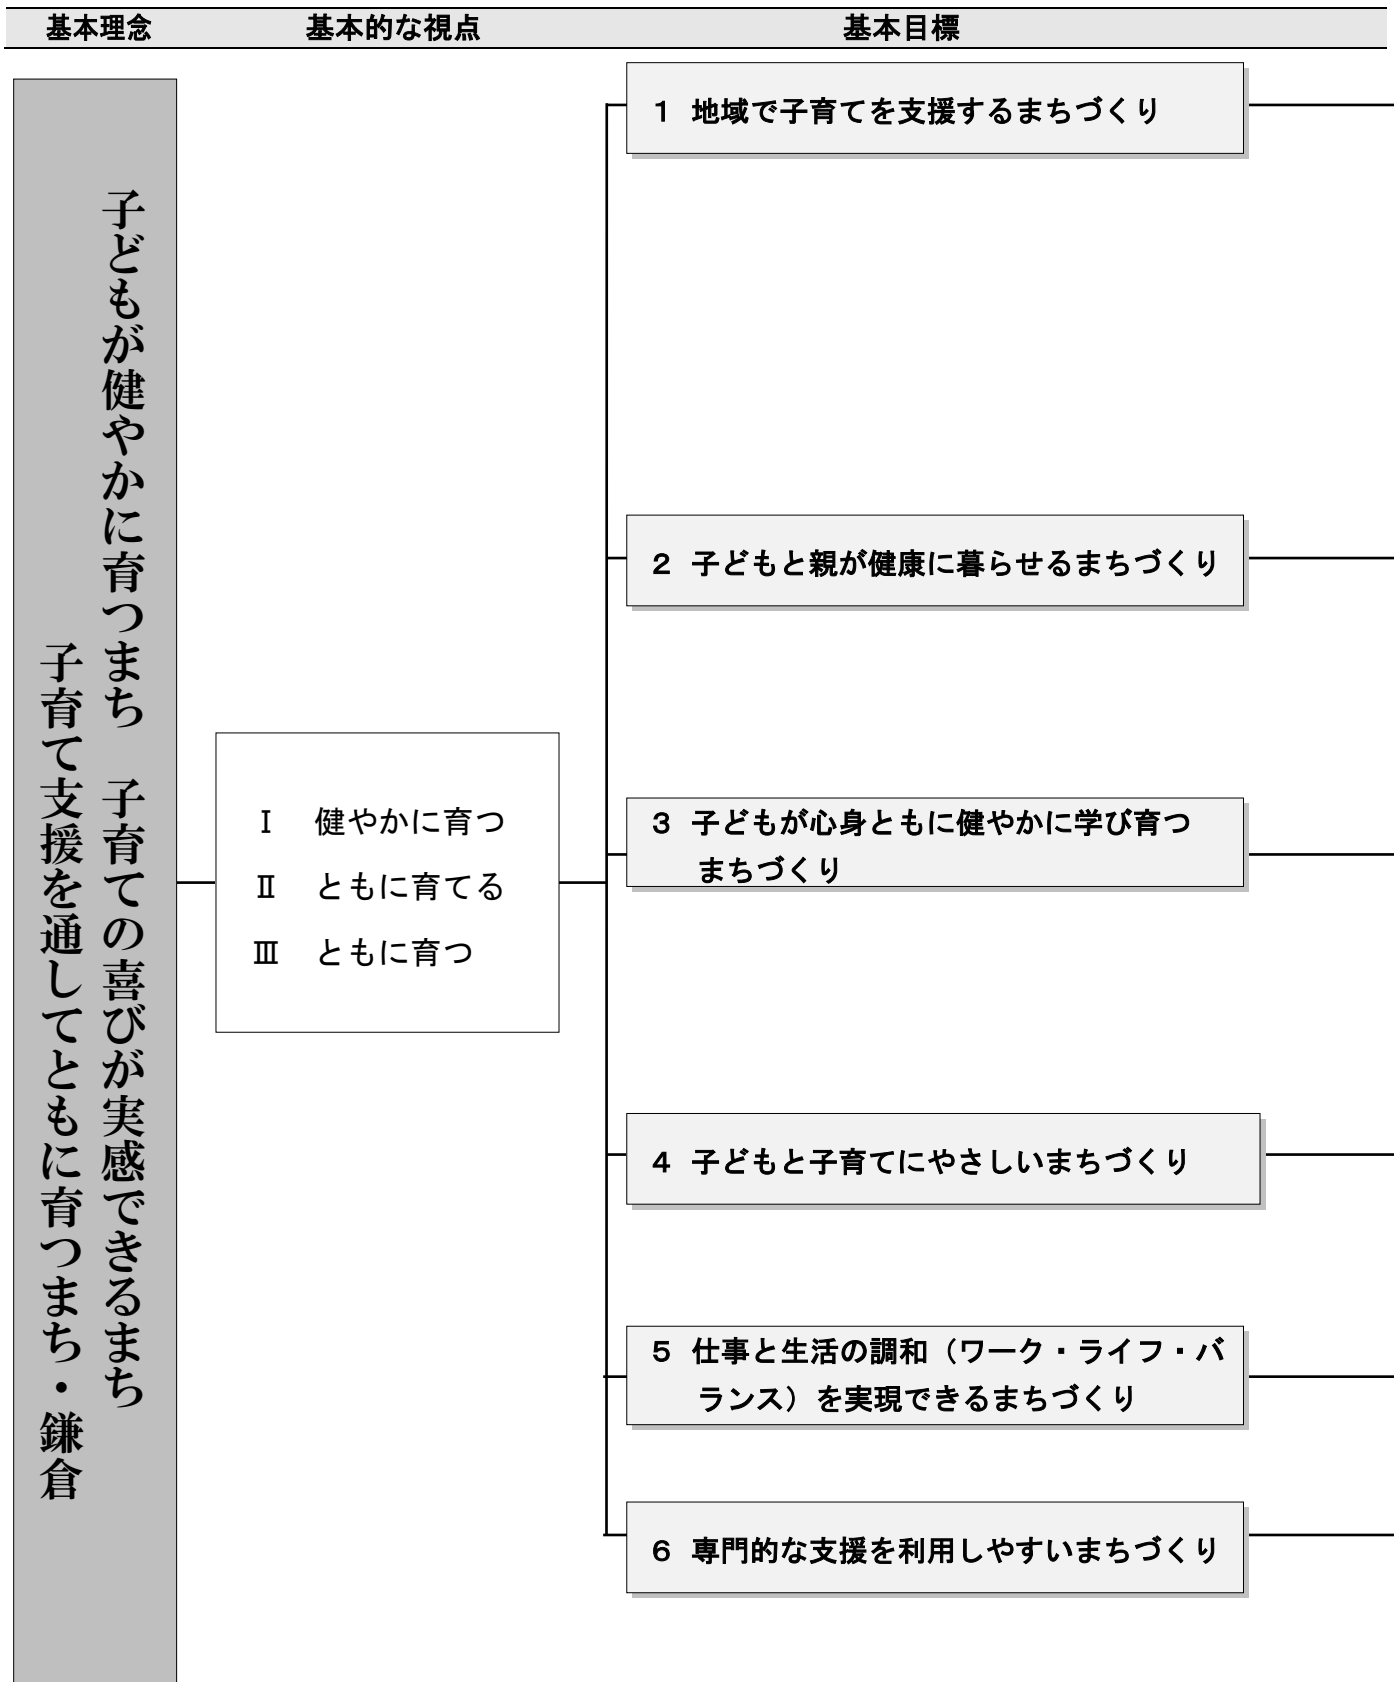 基本理念 基本的な視点 基本目標
子どもが健やかに育つまち　子育ての喜びが実感できるまち
子育て支援を通してともに育つまち・鎌倉
Ⅰ　健やかに育つ
Ⅱ　ともに育てる
Ⅲ　ともに育つ
１ 地域で子育てを支援するまちづくり
２ 子どもと親が健康に暮らせるまちづくり
３ 子どもが心身ともに健やかに学び育つ
まちづくり
４ 子どもと子育てにやさしいまちづくり
５ 仕事と生活の調和（ワーク・ライフ・バ
ランス）を実現できるまちづくり
６ 専門的な支援を利用しやすいまちづくり